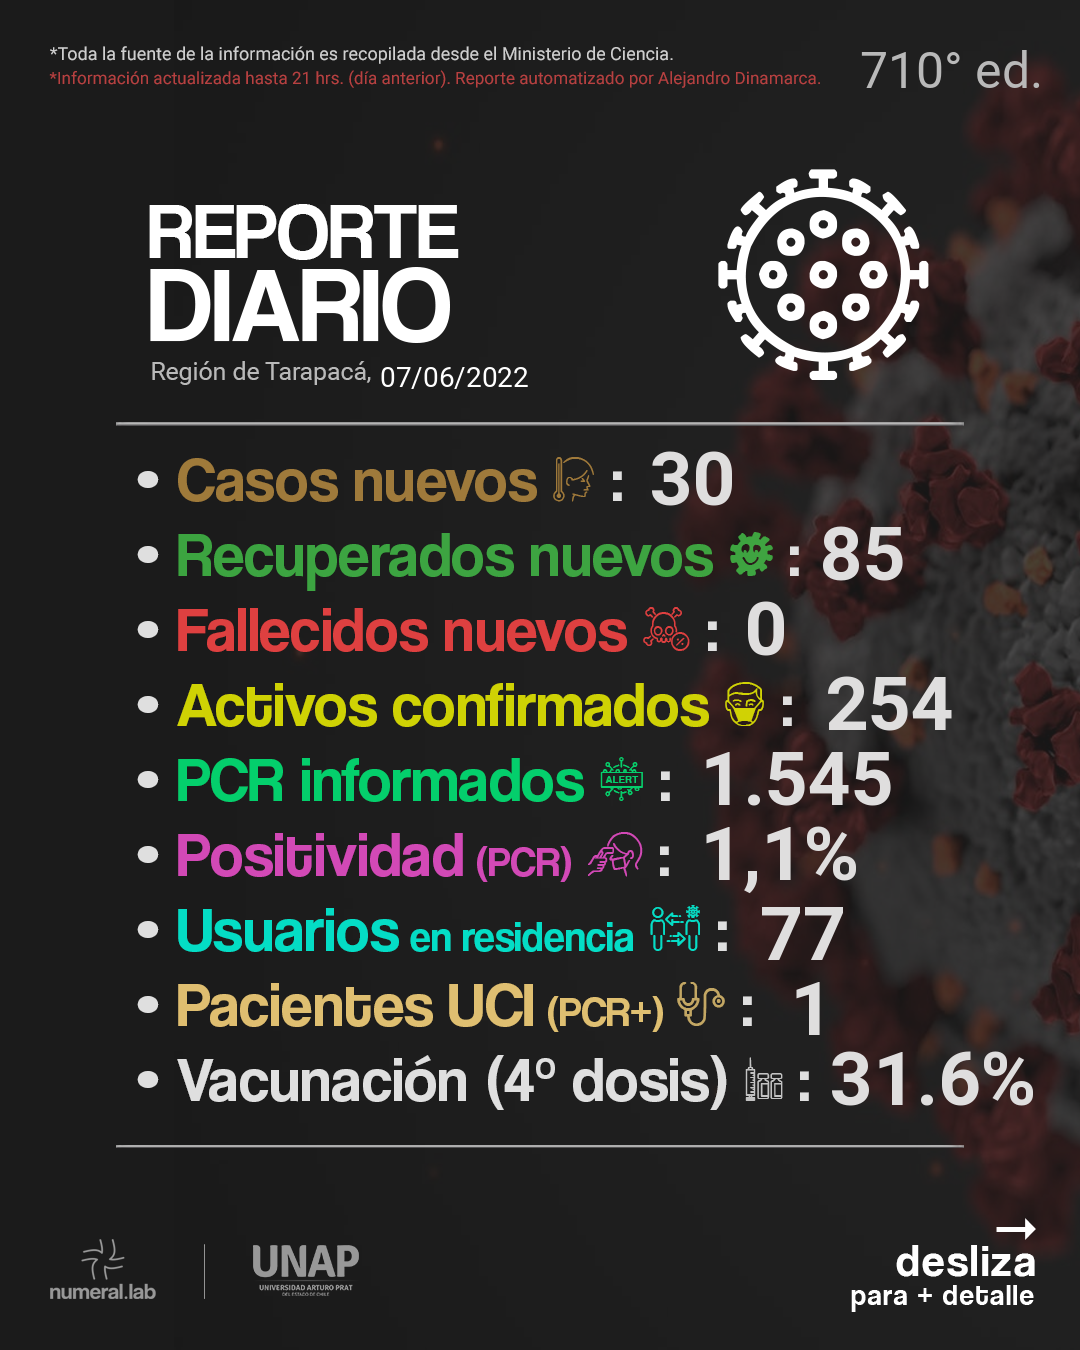 *Toda la fuente de la información es recopilada desde el Ministerio de Ciencia.
*Información actualizada hasta 21 hrs. (día anterior). Reporte automatizado por Alejandro Dinamarca.
710° ed.
REPORTE
DIARIO
Región de Tarapacá, 07/06/2022
• Casos nuevos : 30
• Recuperados nuevos : 85
• Fallecidos nuevos : 0
• Activos confirmados : 254
• PCR informados ALERT : 1.545
• Positividad (PCR) : 1,1%
• Usuarios en residencia : 77
• Pacientes UCI (PCR+) : 1
• Vacunación (4º dosis) : 31.6%
numeral.lab
UNAP
UNIVERSIDAD ARTURO PRAT
DEL ESTADO DE CHILE
desliza
para + detalle